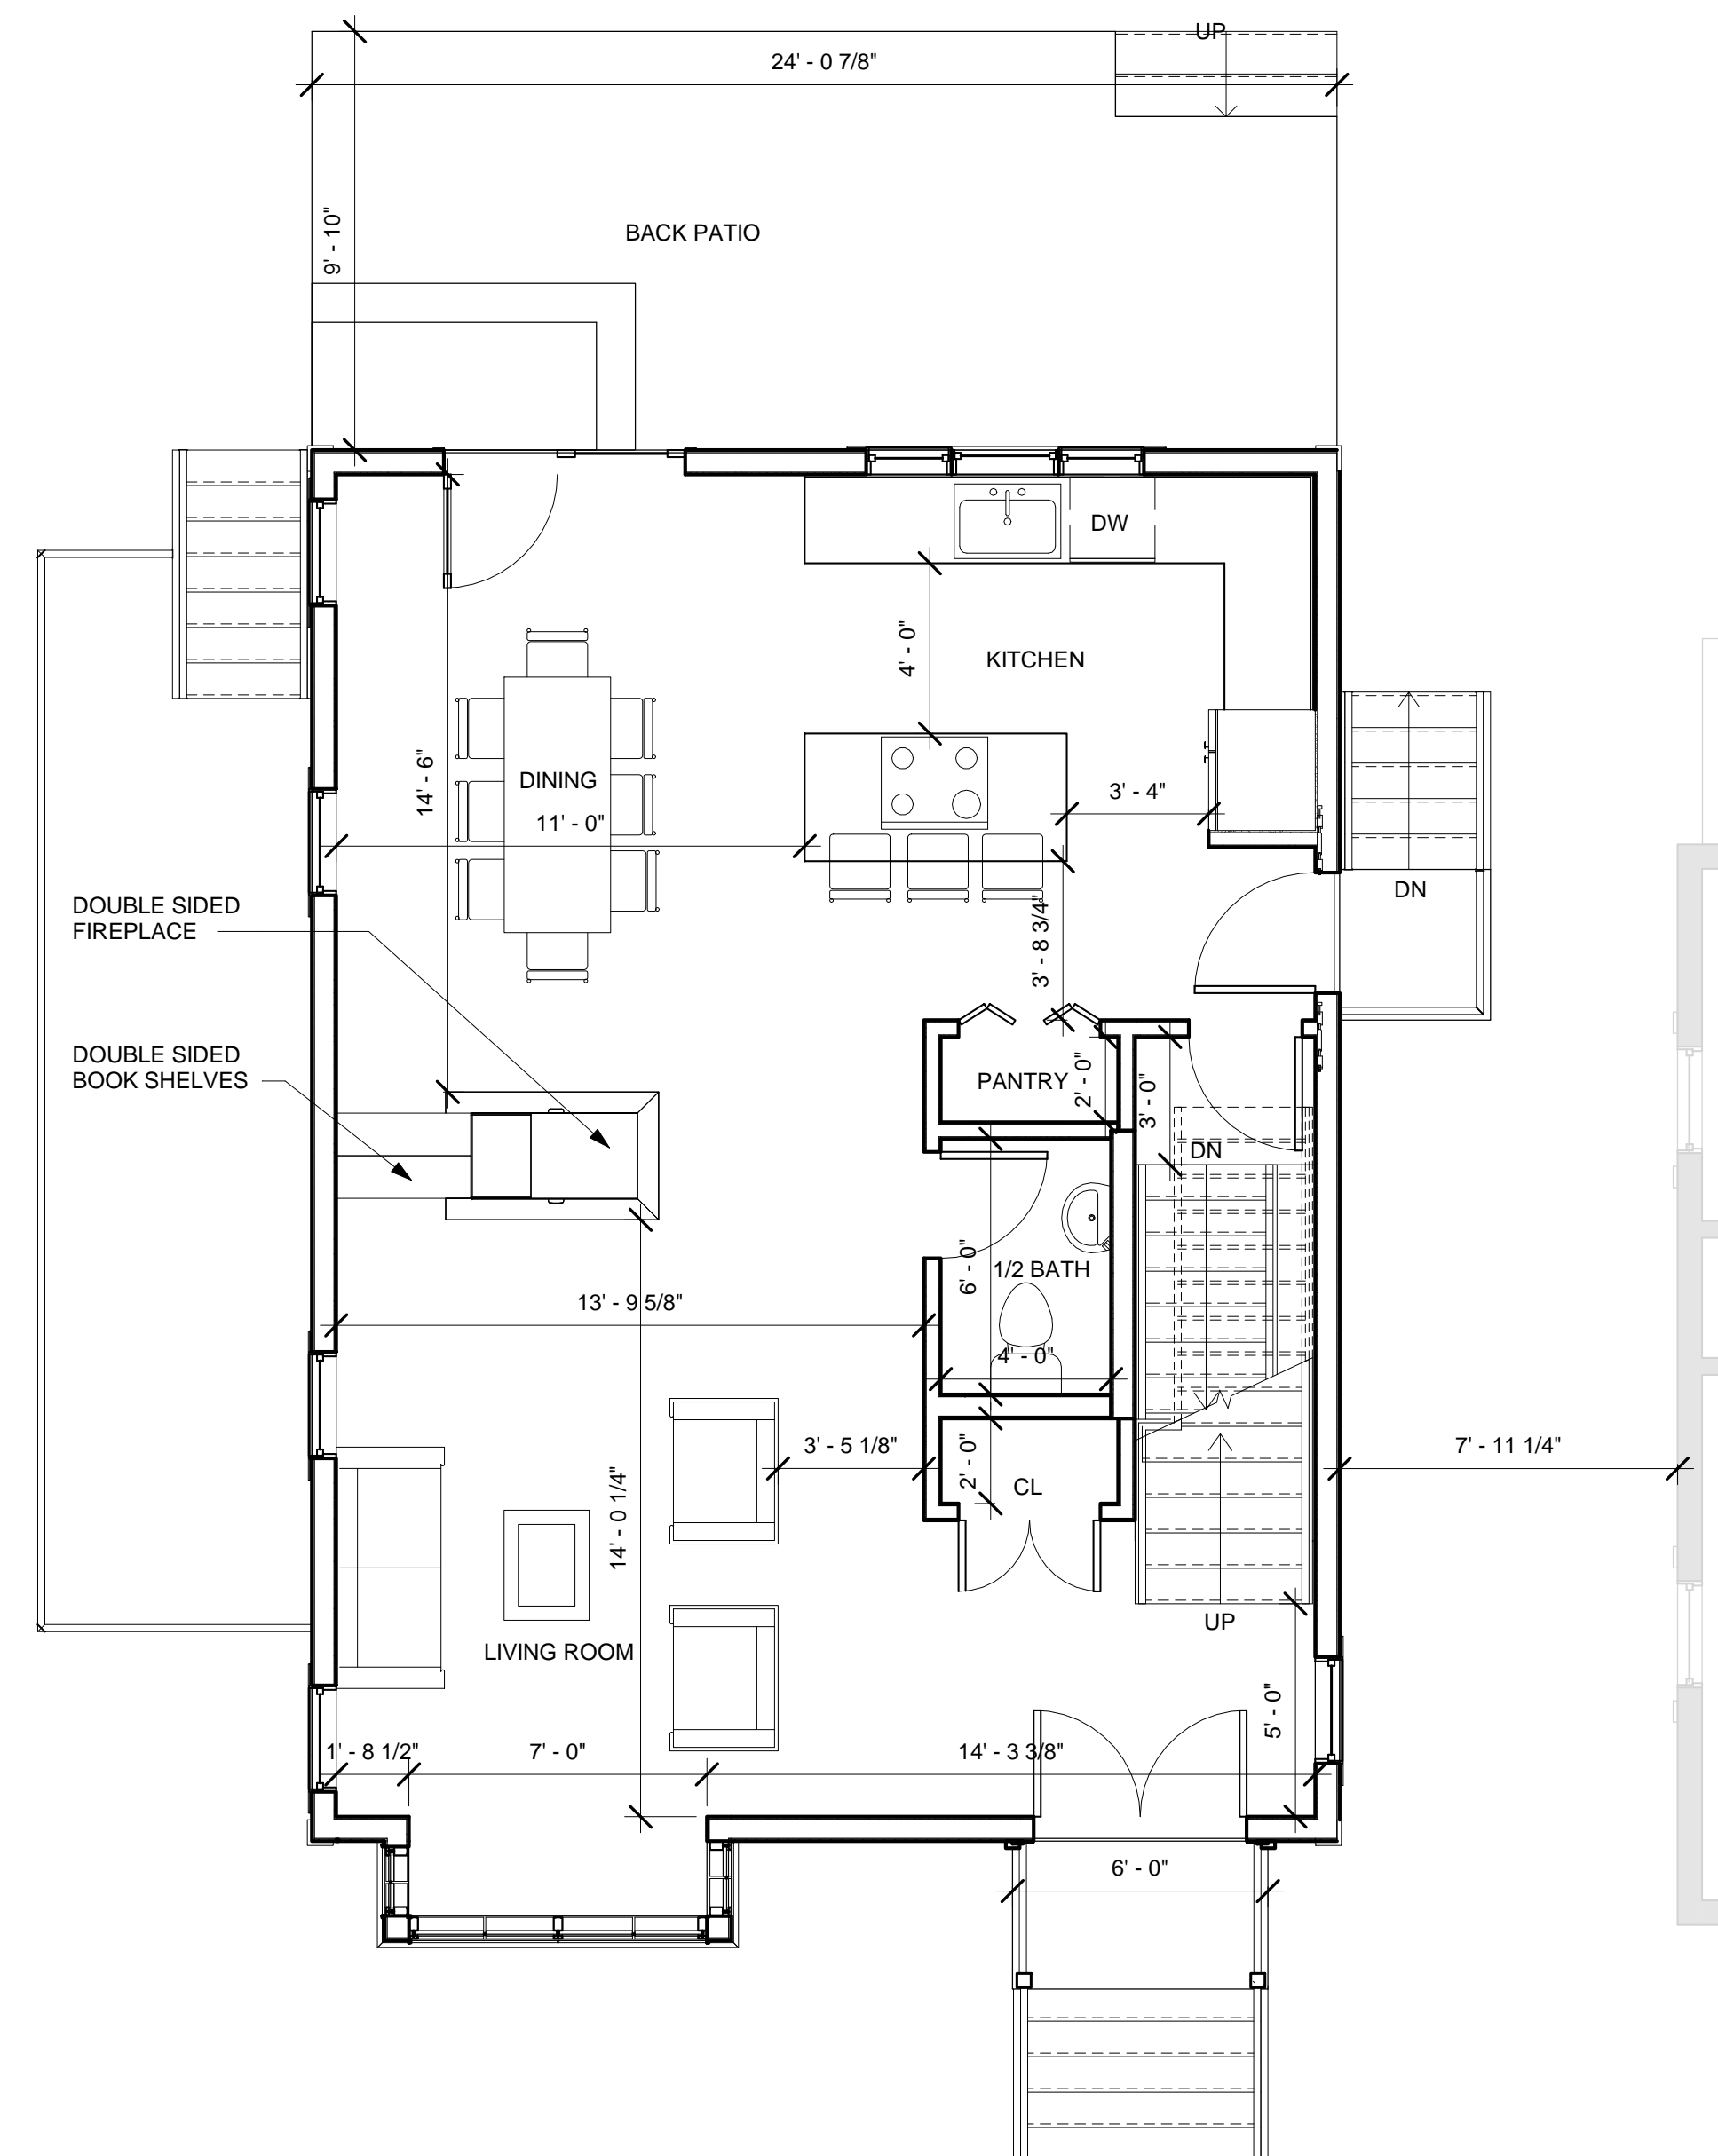 UP
24' - 0 7/8"
9' - 10"
BACK PATIO
DW
4' - 0"
KITCHEN
14' - 6"
DINING
11' - 0"
3' - 4"
DN
DOUBLE SIDED
FIREPLACE
3' - 8 3/4"
DOUBLE SIDED
BOOK SHELVES
PANTRY
2' - 0"
3' - 0"
DN
6' - 0"
1/2 BATH
13' - 9 5/8"
4' - 0"
3' - 5 1/8"
7' - 11 1/4"
2' - 0"
CL
14' - 0 1/4"
UP
LIVING ROOM
5' - 0"
1' - 8 1/2"
7' - 0"
14' - 3 3/8"
6' - 0"